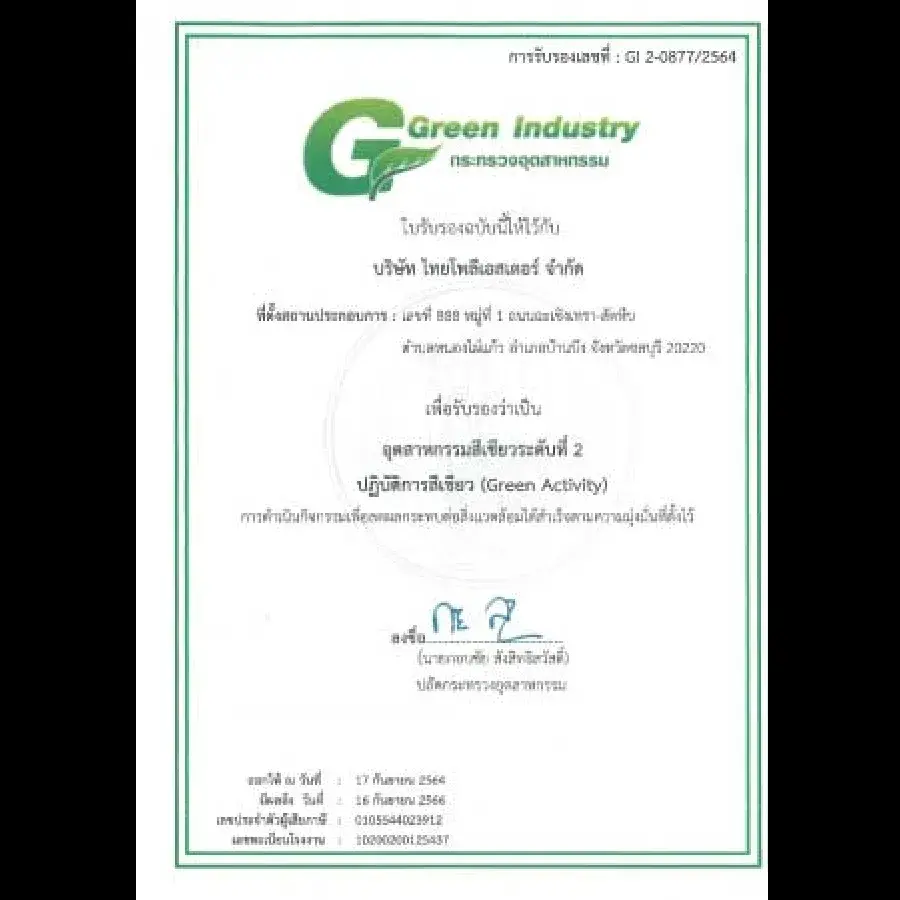 การรับรองเลขที่ : GI 2-0877/2564
Green Industry
กระทรวงอุตสาหกรรม
ใบรับรองฉบับนี้ให้ไว้กับ
บริษัท ไทยโพลีเอสเตอร์ จำกัด
ที่ตั้งสถานประกอบการ : เลขที่ 888 หมู่ที่ 1 ถนนฉะเชิงเทรา-สัตหีบ
ตำบลหนองไผ่แก้ว อำเภอบ้านบึง จังหวัดชลบุรี 20220
เพื่อรับรองว่าเป็น
อุตสาหกรรมสีเขียวระดับที่ 2
ปฏิบัติการสีเขียว (Green Activity)
การดำเนินกิจกรรมเพื่อลดผลกระทบต่อสิ่งแวดล้อมได้สำเร็จตามความมุ่งมั่นที่ตั้งไว้
ลงชื่อ
(นายกอบชัย สังสิทธิสวัสดิ์)
ปลัดกระทรวงอุตสาหกรรม
ออกให้ ณ วันที่ : 17 กันยายน 2564
มีผลถึง วันที่ : 16 กันยายน 2566
เลขประจำตัวผู้เสียภาษี : 0105544023912
เลขทะเบียนโรงงาน : 10200200125437